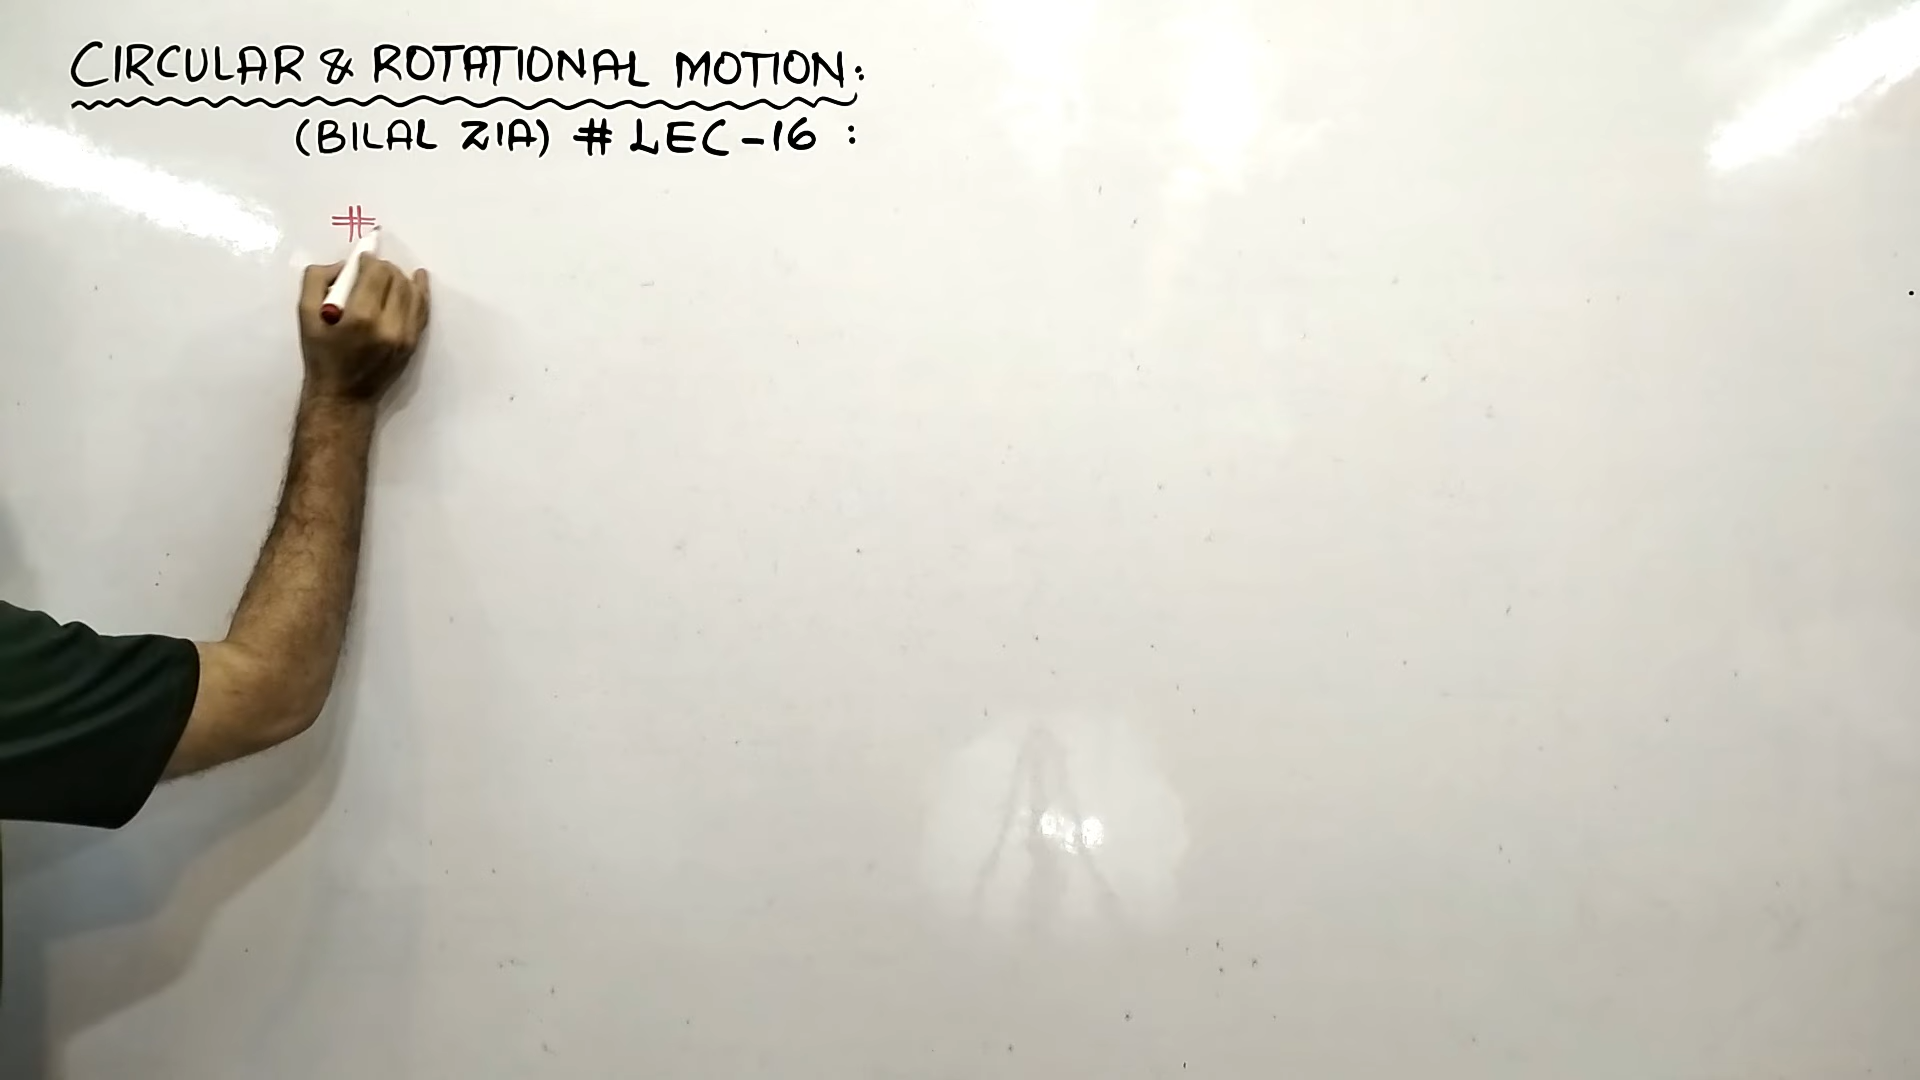 CIRCULAR & ROTATIONAL MOTION:
(BILAL ZIA) # LEC-16 :
#